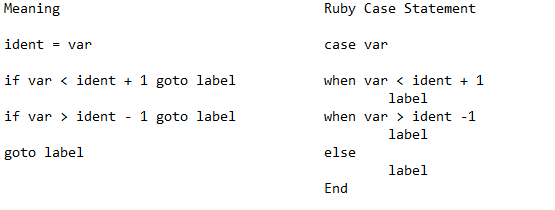 Meaning Ruby Case Statement
ident = var case var
if var < ident + 1 goto label when var < ident + 1
label
if var > ident - 1 goto label when var > ident -1
label
goto label else
label
End